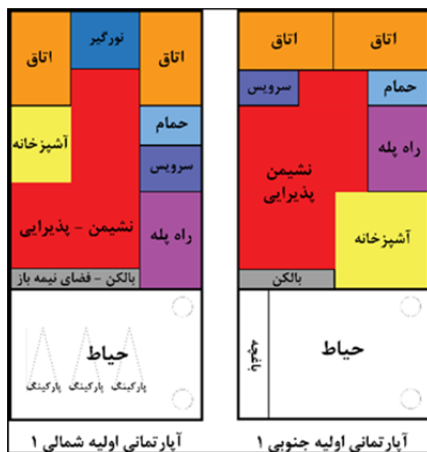 اتاق
اتاق
سرویس
حمام
نشیمن
پذیرایی
راه پله
آشپزخانه
بالکن
حیاط
باغچه
آپارتمانی اولیه جنوبی ۱
اتاق
نورگیر
اتاق
حمام
آشپزخانه
سرویس
نشیمن - پذیرایی
راه پله
بالکن - فضای نیمه باز
حیاط
پارکینگ پارکینگ پارکینگ
آپارتمانی اولیه شمالی ۱